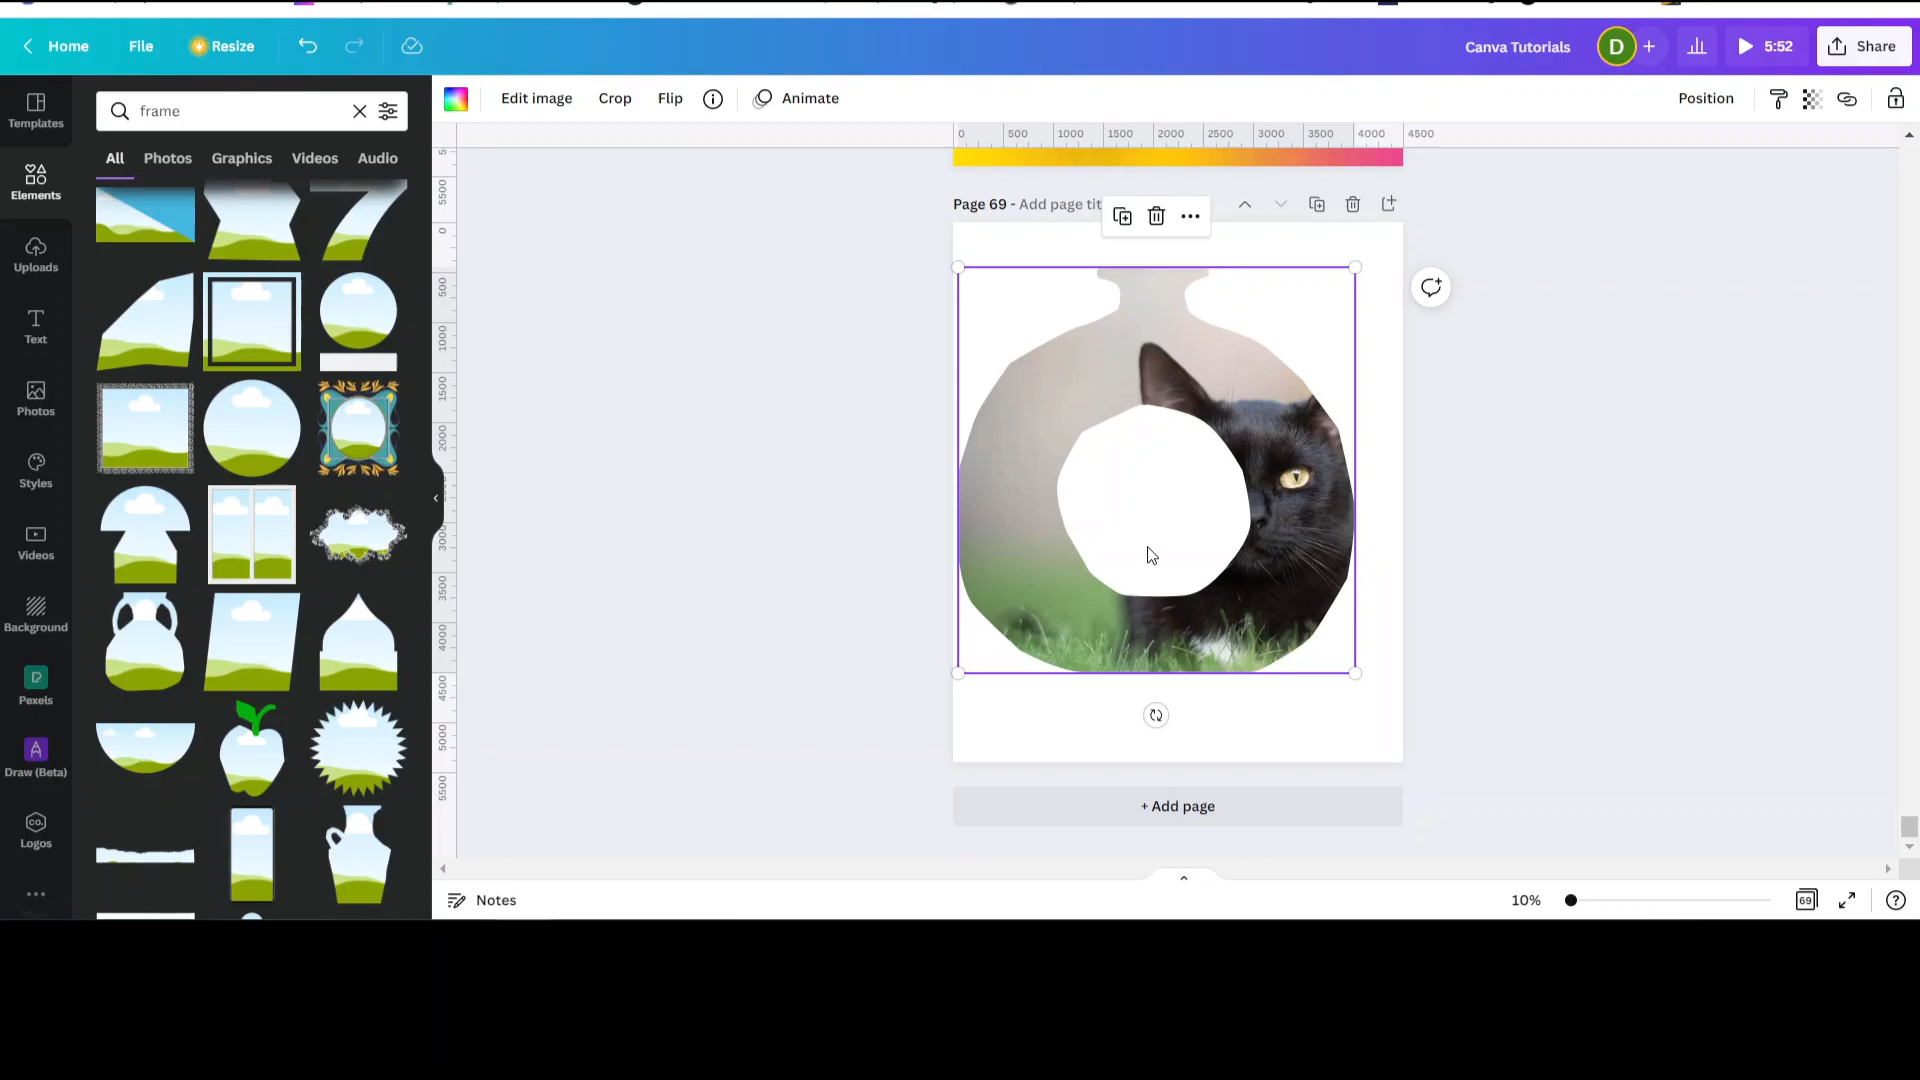 Home
File
Resize
Canva Tutorials
D
5:52
Share
Templates
Elements
Uploads
Text
Photos
Styles
Videos
Background
Pexels
Draw (Beta)
Logos
frame
All
Photos
Graphics
Videos
Audio
Edit image
Crop
Flip
Animate
Position
0 500 1000 1500 2000 2500 3000 3500 4000 4500
5500
0
500
1000
1500
2000
3000
3500
4000
4500
5000
5500
Page 69 - Add page tit
+ Add page
Notes
10%
69
CO.